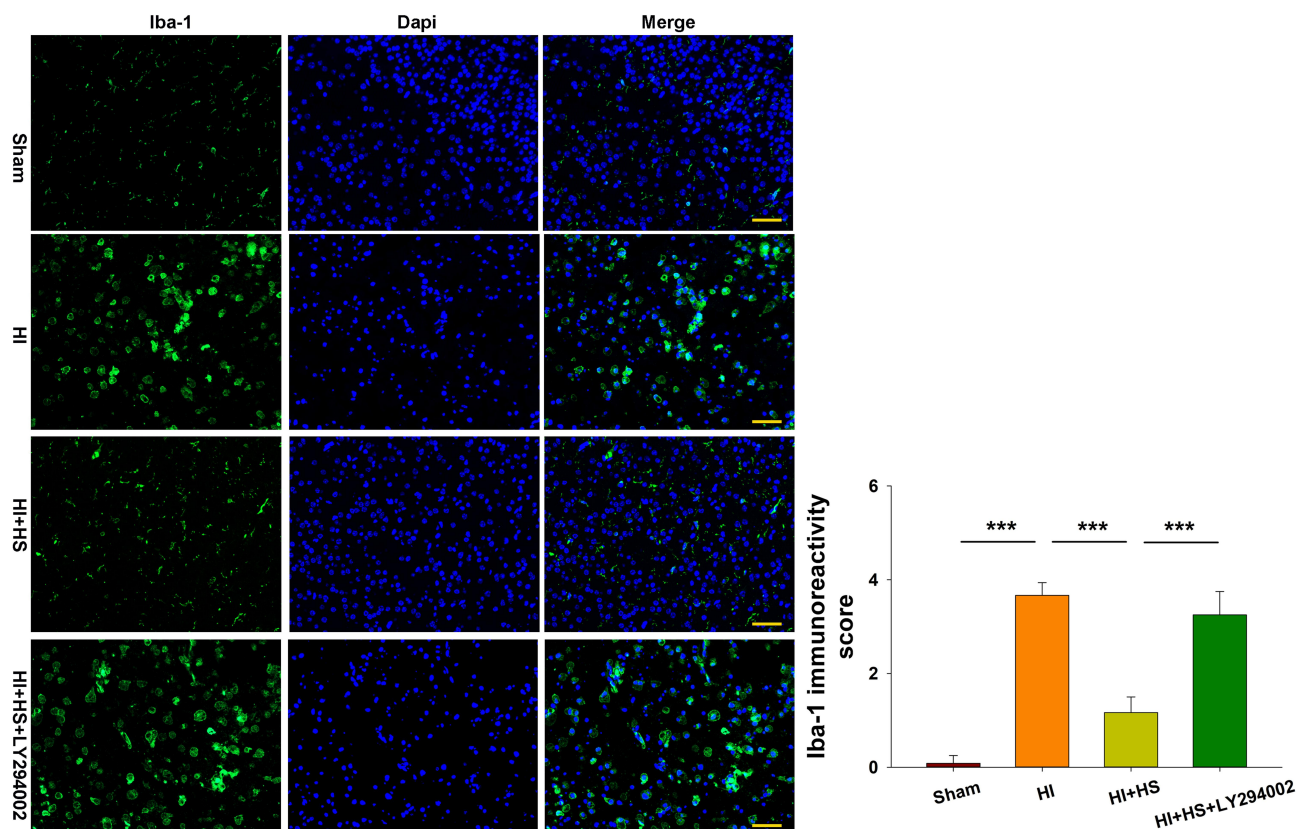 Iba-1 Dapi Merge
Sham
HI
HI+HS
HI+HS+LY294002
Iba-1 immunoreactivity
score
6
4
2
0
*** *** ***
Sham HI HI+HS HI+HS+LY294002